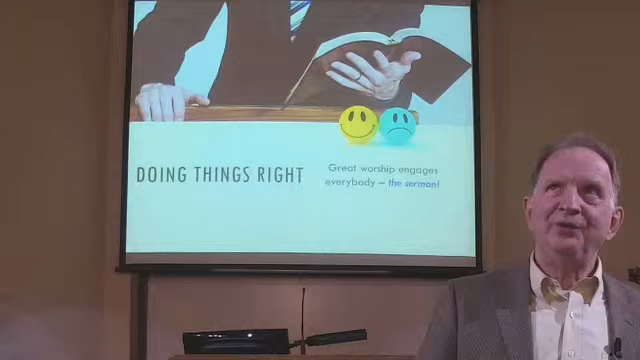 DOING THINGS RIGHT
Great worship engages
everybody – the sermon!